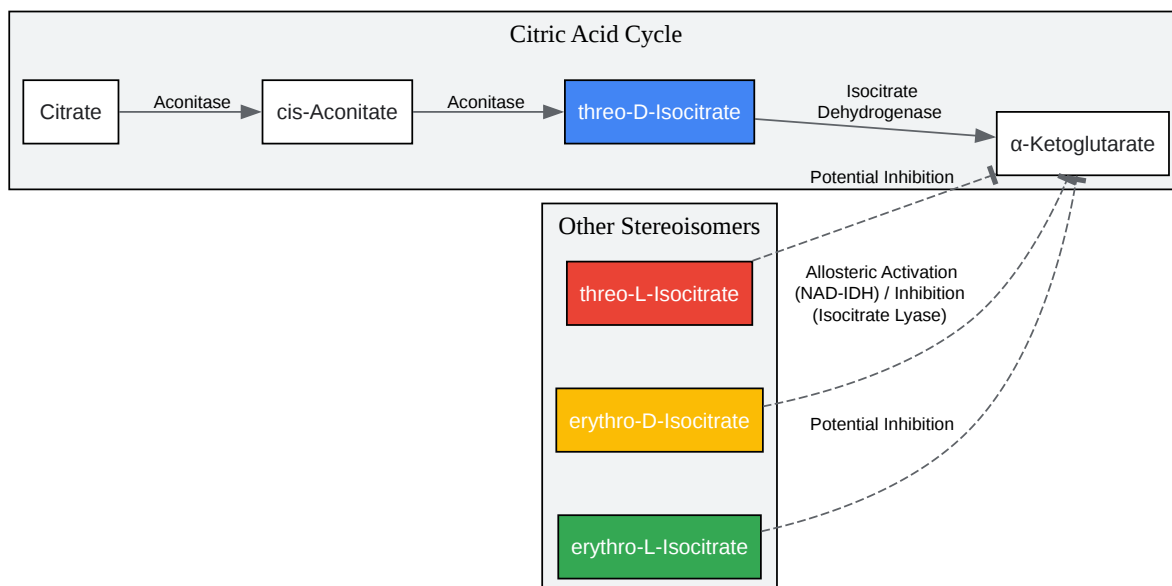 Citric Acid Cycle
Citrate
Aconitase
cis-Aconitate
Aconitase
threo-D-Isocitrate
Isocitrate
Dehydrogenase
α-Ketoglutarate
Potential Inhibition
Other Stereoisomers
threo-L-Isocitrate
Allosteric Activation
(NAD-IDH) / Inhibition
(Isocitrate Lyase)
erythro-D-Isocitrate
Potential Inhibition
erythro-L-Isocitrate